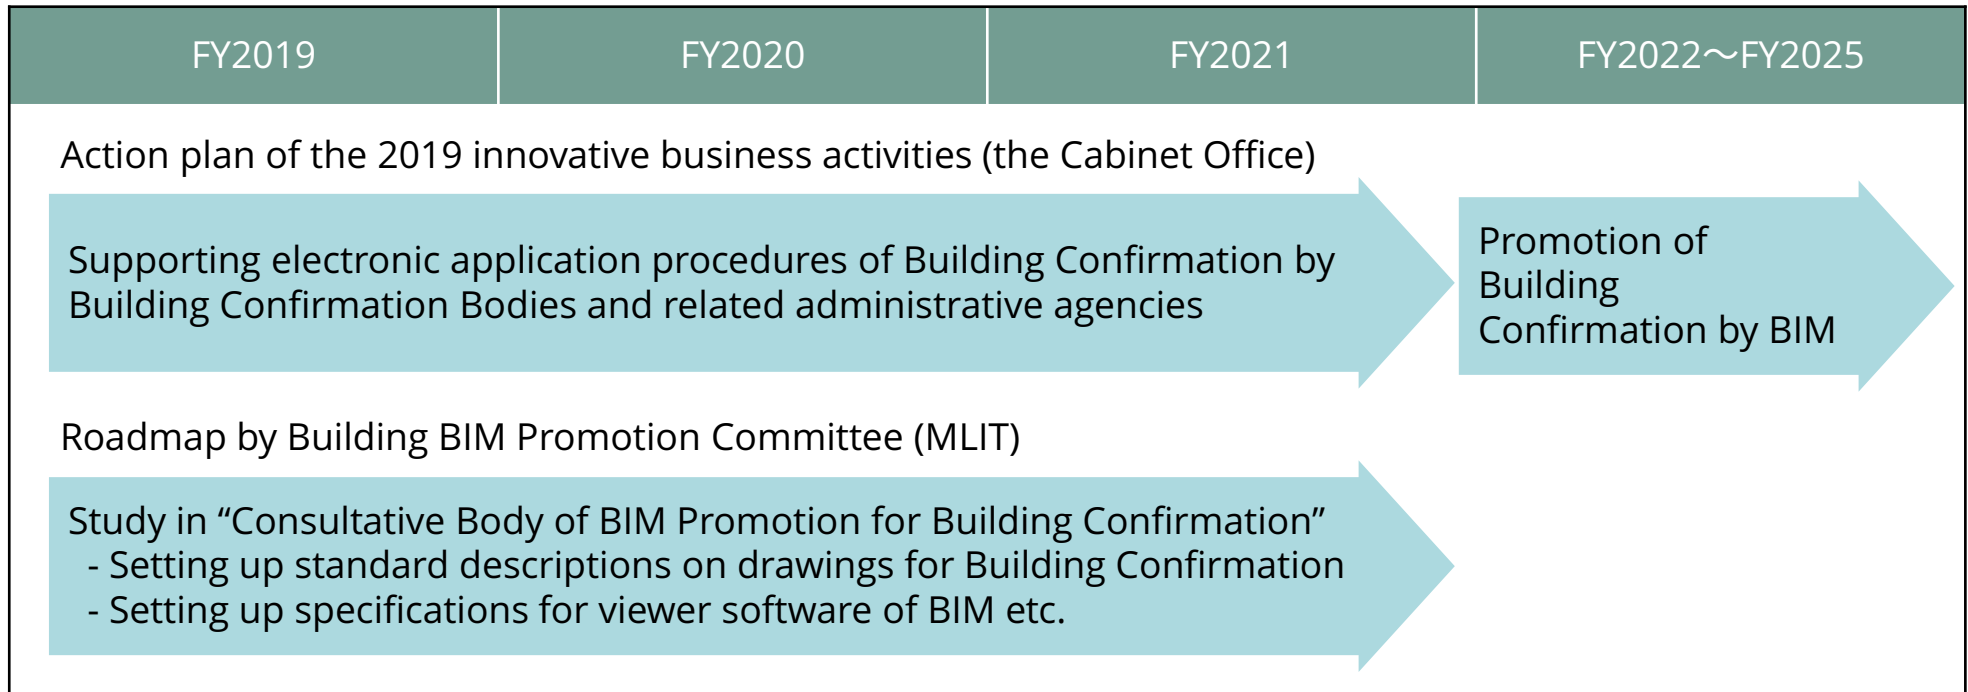 FY2019
FY2020
FY2021
FY2022～FY2025
Action plan of the 2019 innovative business activities (the Cabinet Office)
Supporting electronic application procedures of Building Confirmation by
Building Confirmation Bodies and related administrative agencies
Promotion of
Building
Confirmation by BIM
Roadmap by Building BIM Promotion Committee (MLIT)
Study in “Consultative Body of BIM Promotion for Building Confirmation”
- Setting up standard descriptions on drawings for Building Confirmation
- Setting up specifications for viewer software of BIM etc.